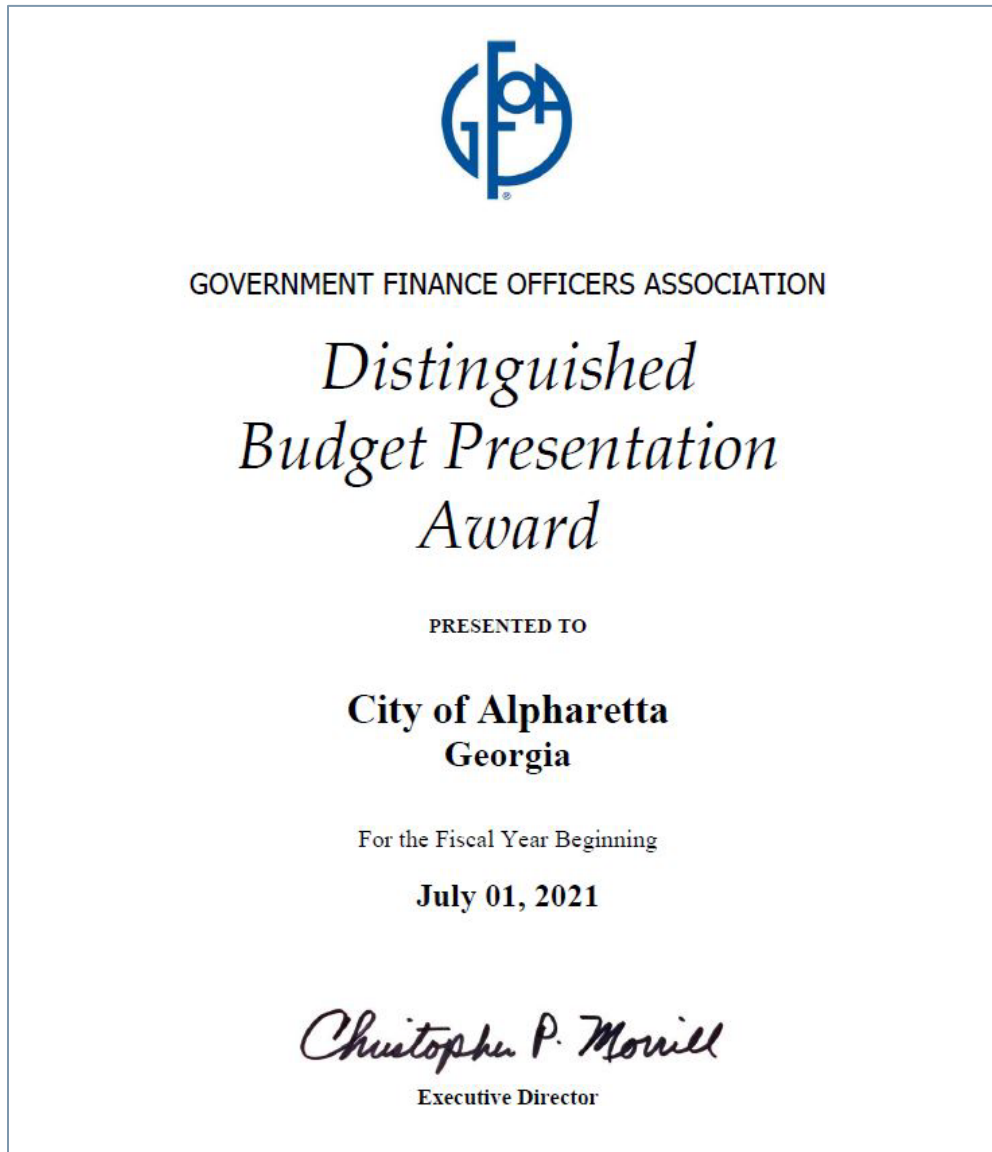 GFOA
®
GOVERNMENT FINANCE OFFICERS ASSOCIATION
Distinguished
Budget Presentation
Award
PRESENTED TO
City of Alpharetta
Georgia
For the Fiscal Year Beginning
July 01, 2021
Christopher P. Morrill
Executive Director